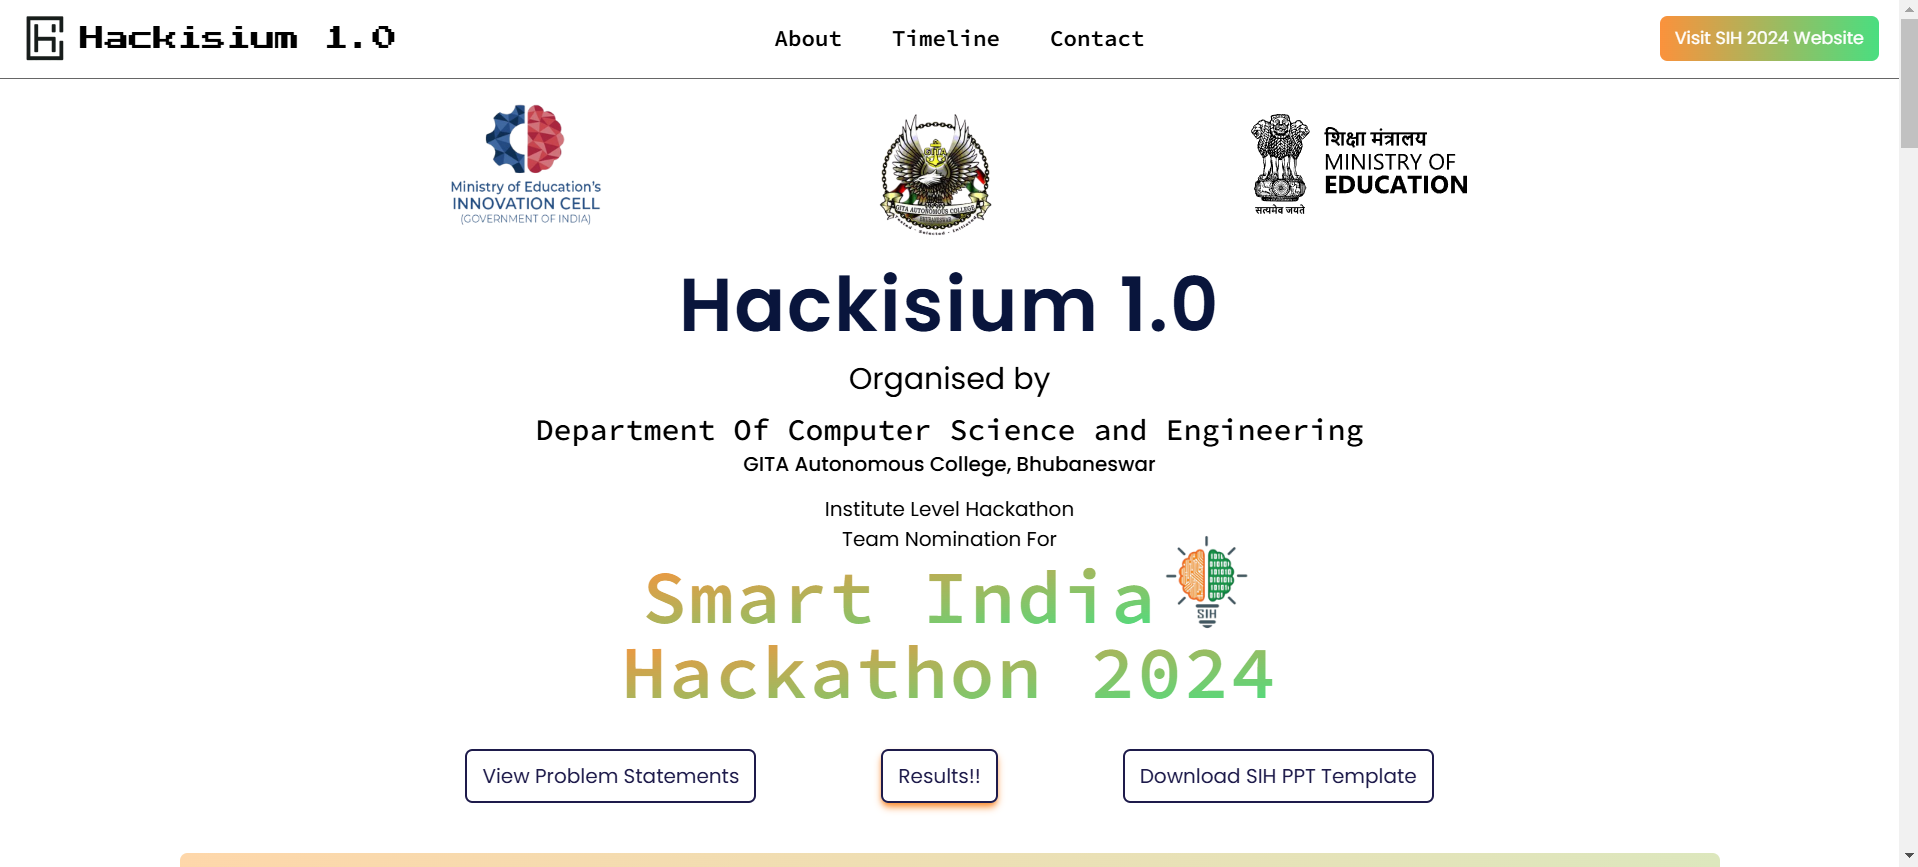 Hackisium 1.0
About
Timeline
Contact
Visit SIH 2024 Website
Ministry of Education's
INNOVATION CELL
(GOVERNMENT OF INDIA)
GITA
GITA AUTONOMOUS COLLEGE
BHUBANESWAR
शिक्षा मंत्रालय
MINISTRY OF
EDUCATION
सत्यमेव जयते
Hackisium 1.0
Organised by
Department Of Computer Science and Engineering
GITA Autonomous College, Bhubaneswar
Institute Level Hackathon
Team Nomination For
Smart India
SIH
Hackathon 2024
View Problem Statements
Results!!
Download SIH PPT Template